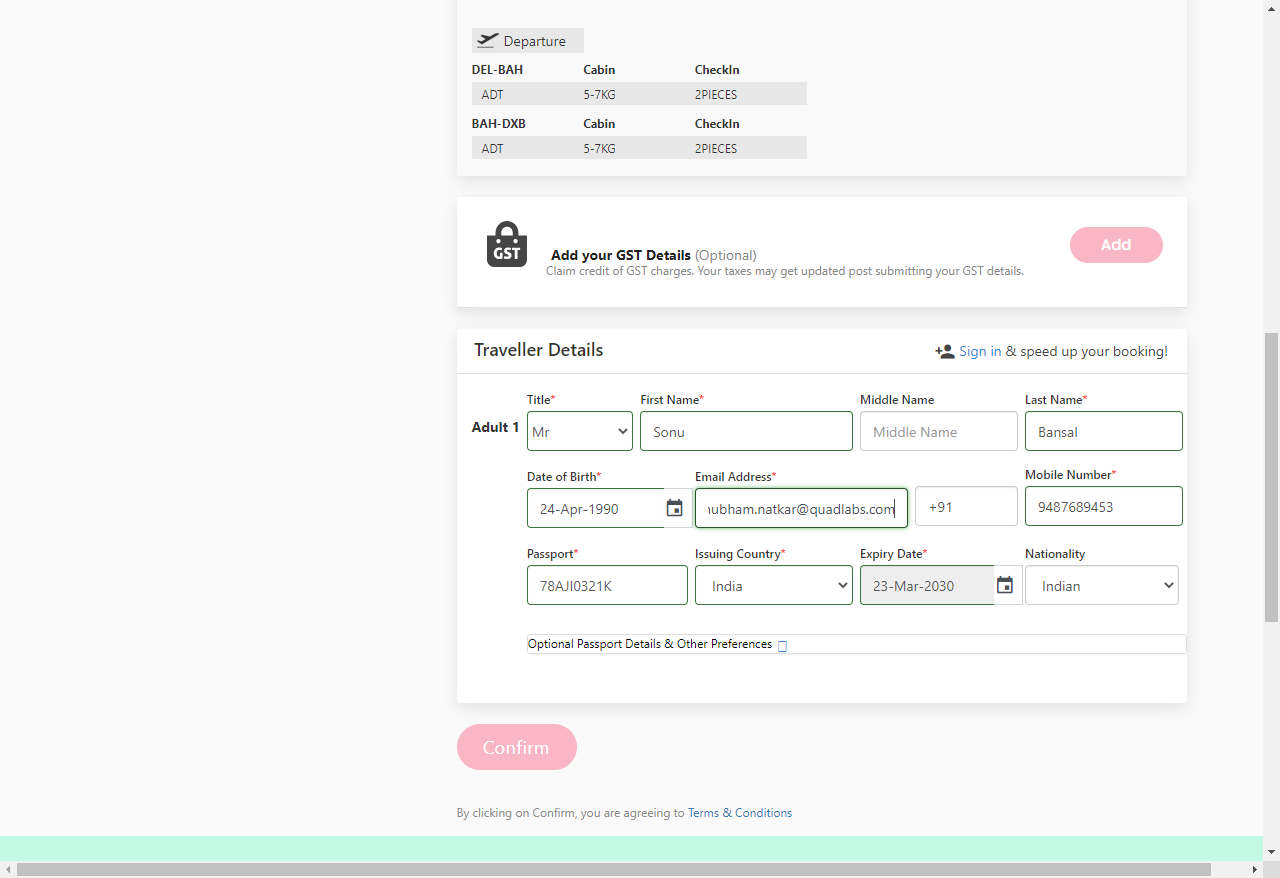 Departure
DEL-BAH Cabin CheckIn
ADT 5-7KG 2PIECES
BAH-DXB Cabin CheckIn
ADT 5-7KG 2PIECES
GST
Add your GST Details (Optional)
Claim credit of GST charges. Your taxes may get updated post submitting your GST details.
Add
Traveller Details
Sign in & speed up your booking!
Title* First Name* Middle Name Last Name*
Adult 1 Mr Sonu Middle Name Bansal
Date of Birth* Email Address* Mobile Number*
24-Apr-1990 ubham.natkar@quadlabs.com +91 9487689453
Passport* Issuing Country* Expiry Date* Nationality
78AJI0321K India 23-Mar-2030 Indian
Optional Passport Details & Other Preferences
Confirm
By clicking on Confirm, you are agreeing to Terms & Conditions